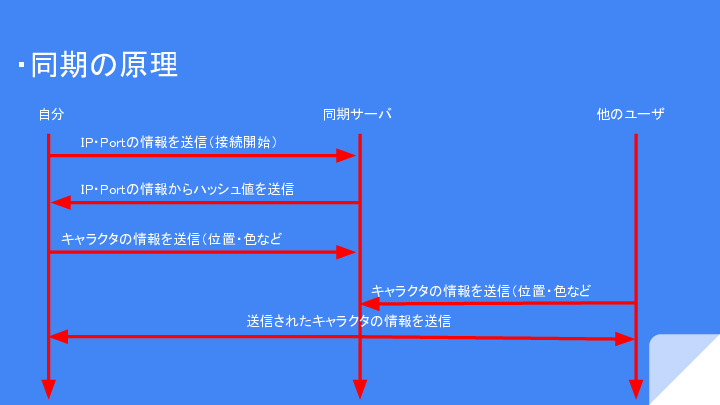 ・同期の原理
自分
同期サーバ
他のユーザ
IP・Portの情報を送信（接続開始）
IP・Portの情報からハッシュ値を送信
キャラクタの情報を送信（位置・色など
キャラクタの情報を送信（位置・色など
送信されたキャラクタの情報を送信